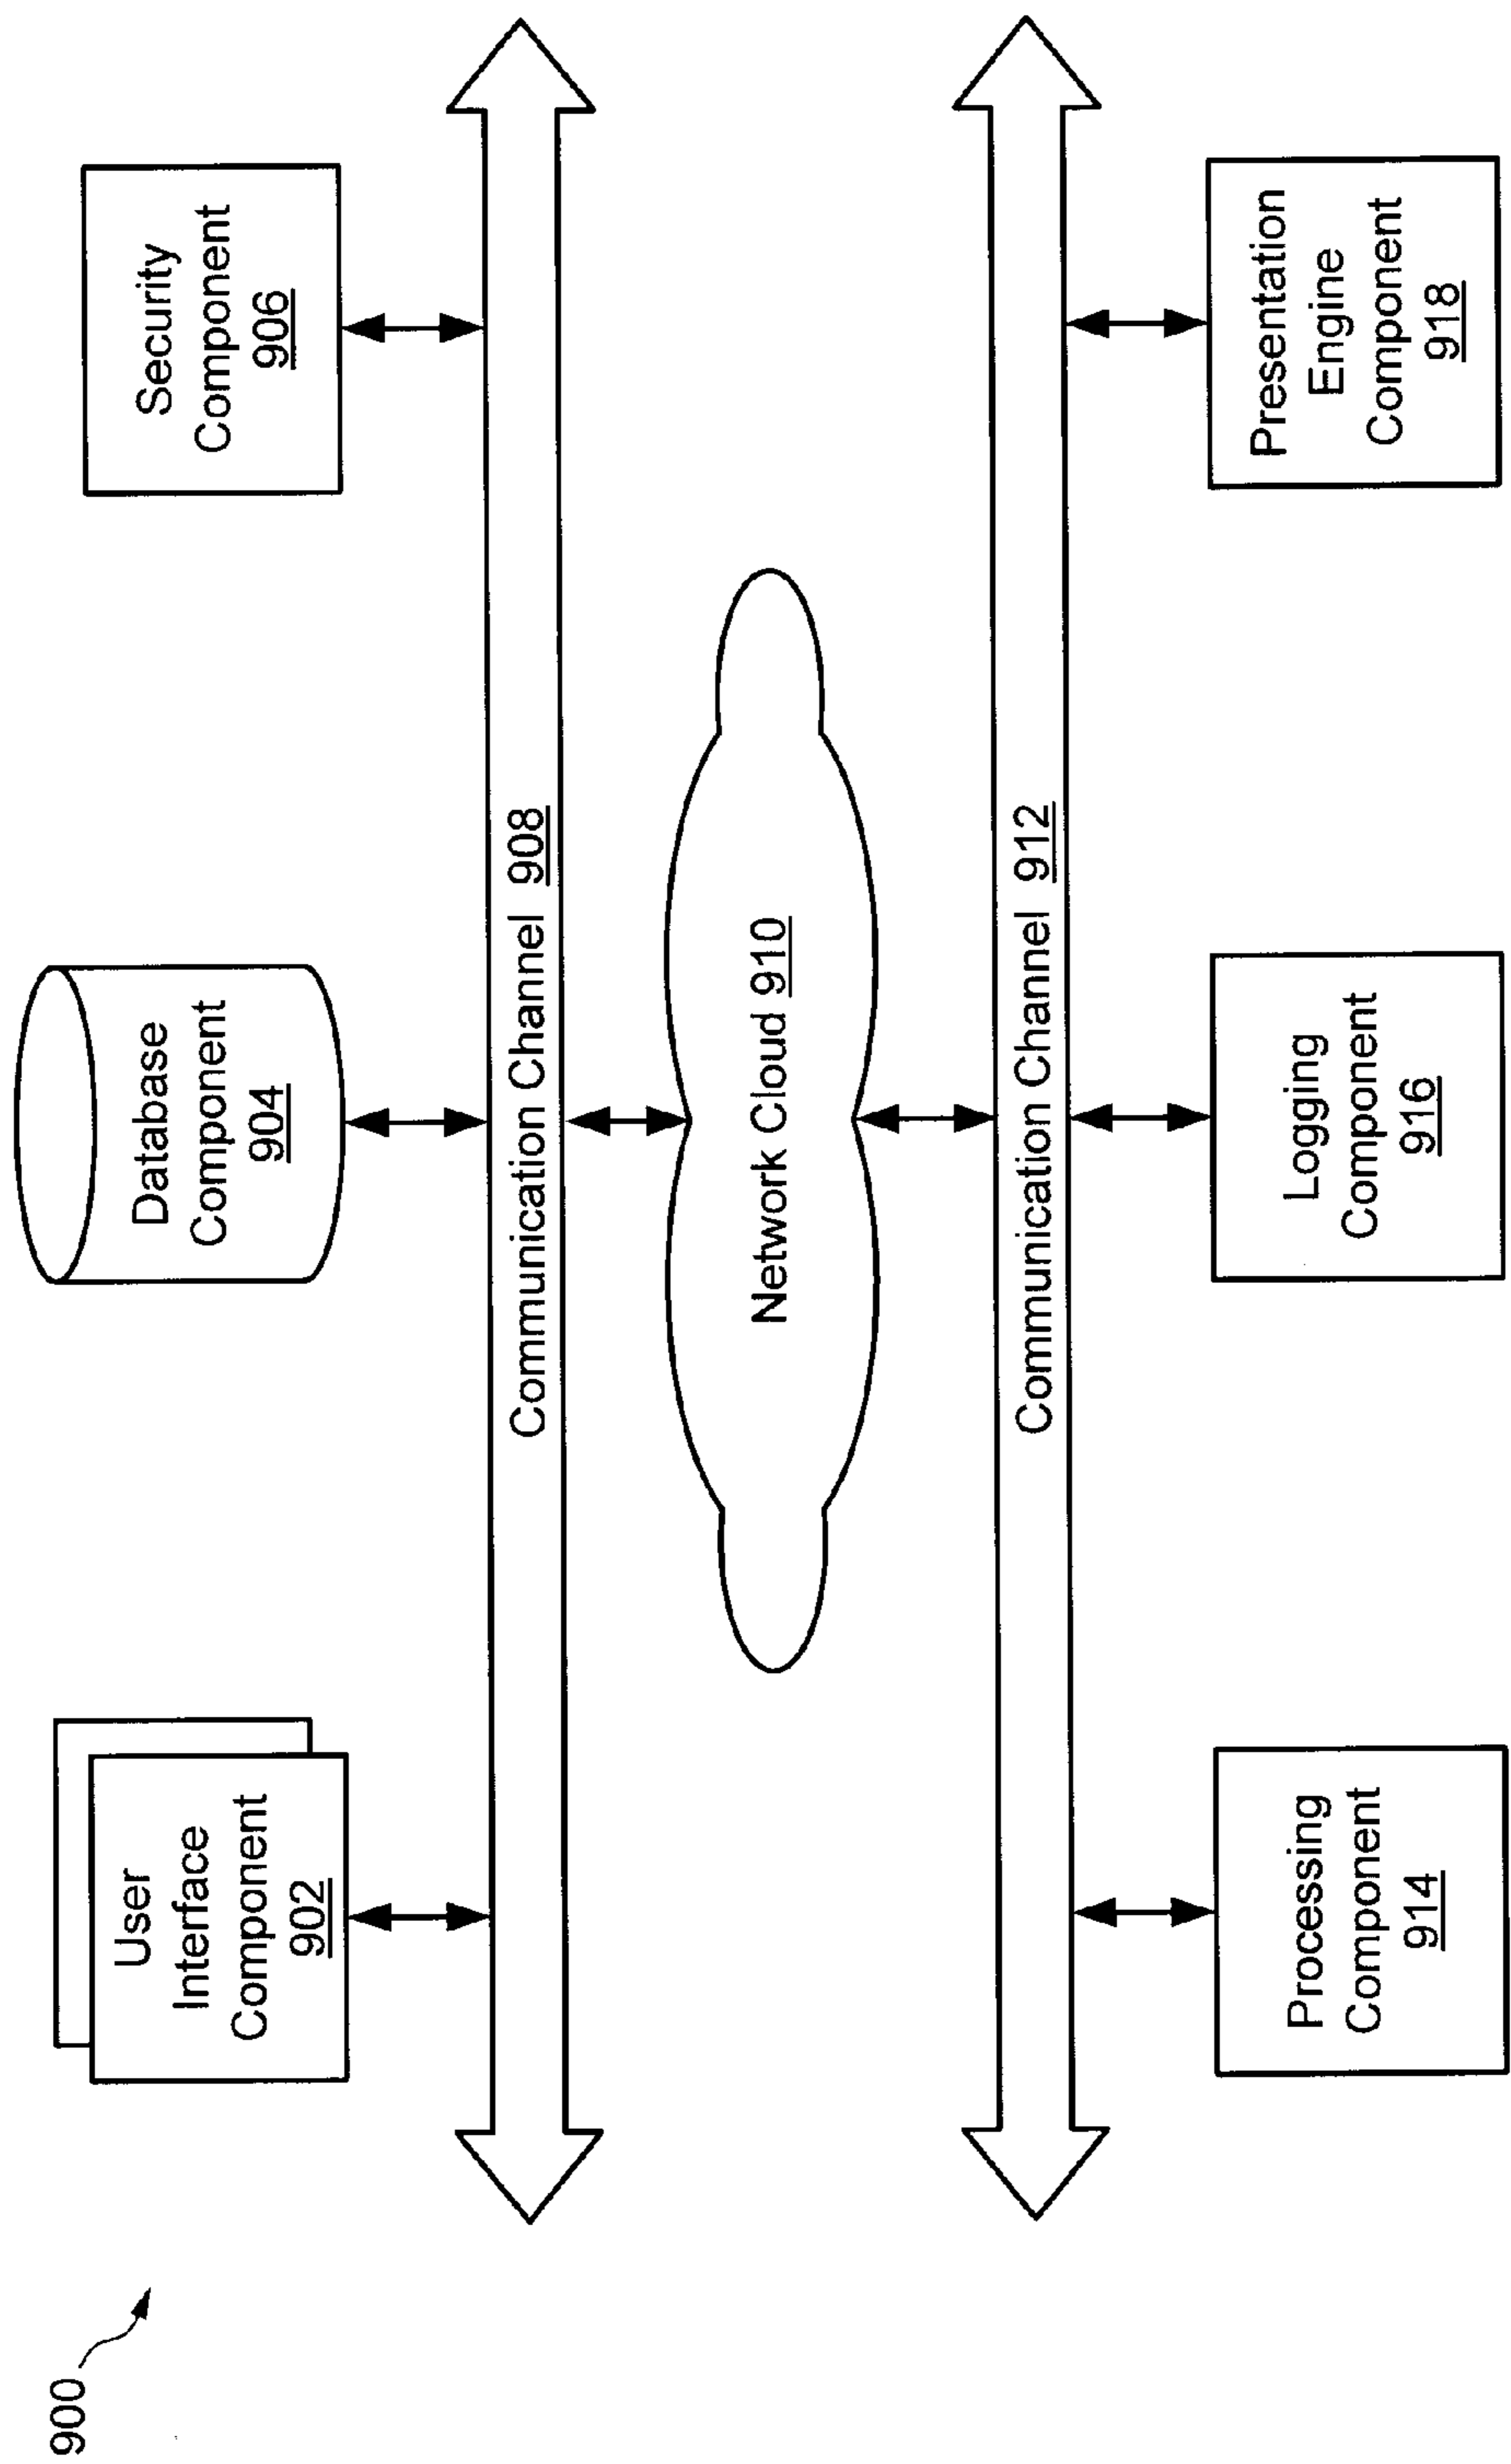 900
User
Interface
Component
902
Database
Component
904
Security
Component
906
Communication Channel 908
Network Cloud 910
Communication Channel 912
Processing
Component
914
Logging
Component
916
Presentation
Engine
Component
918